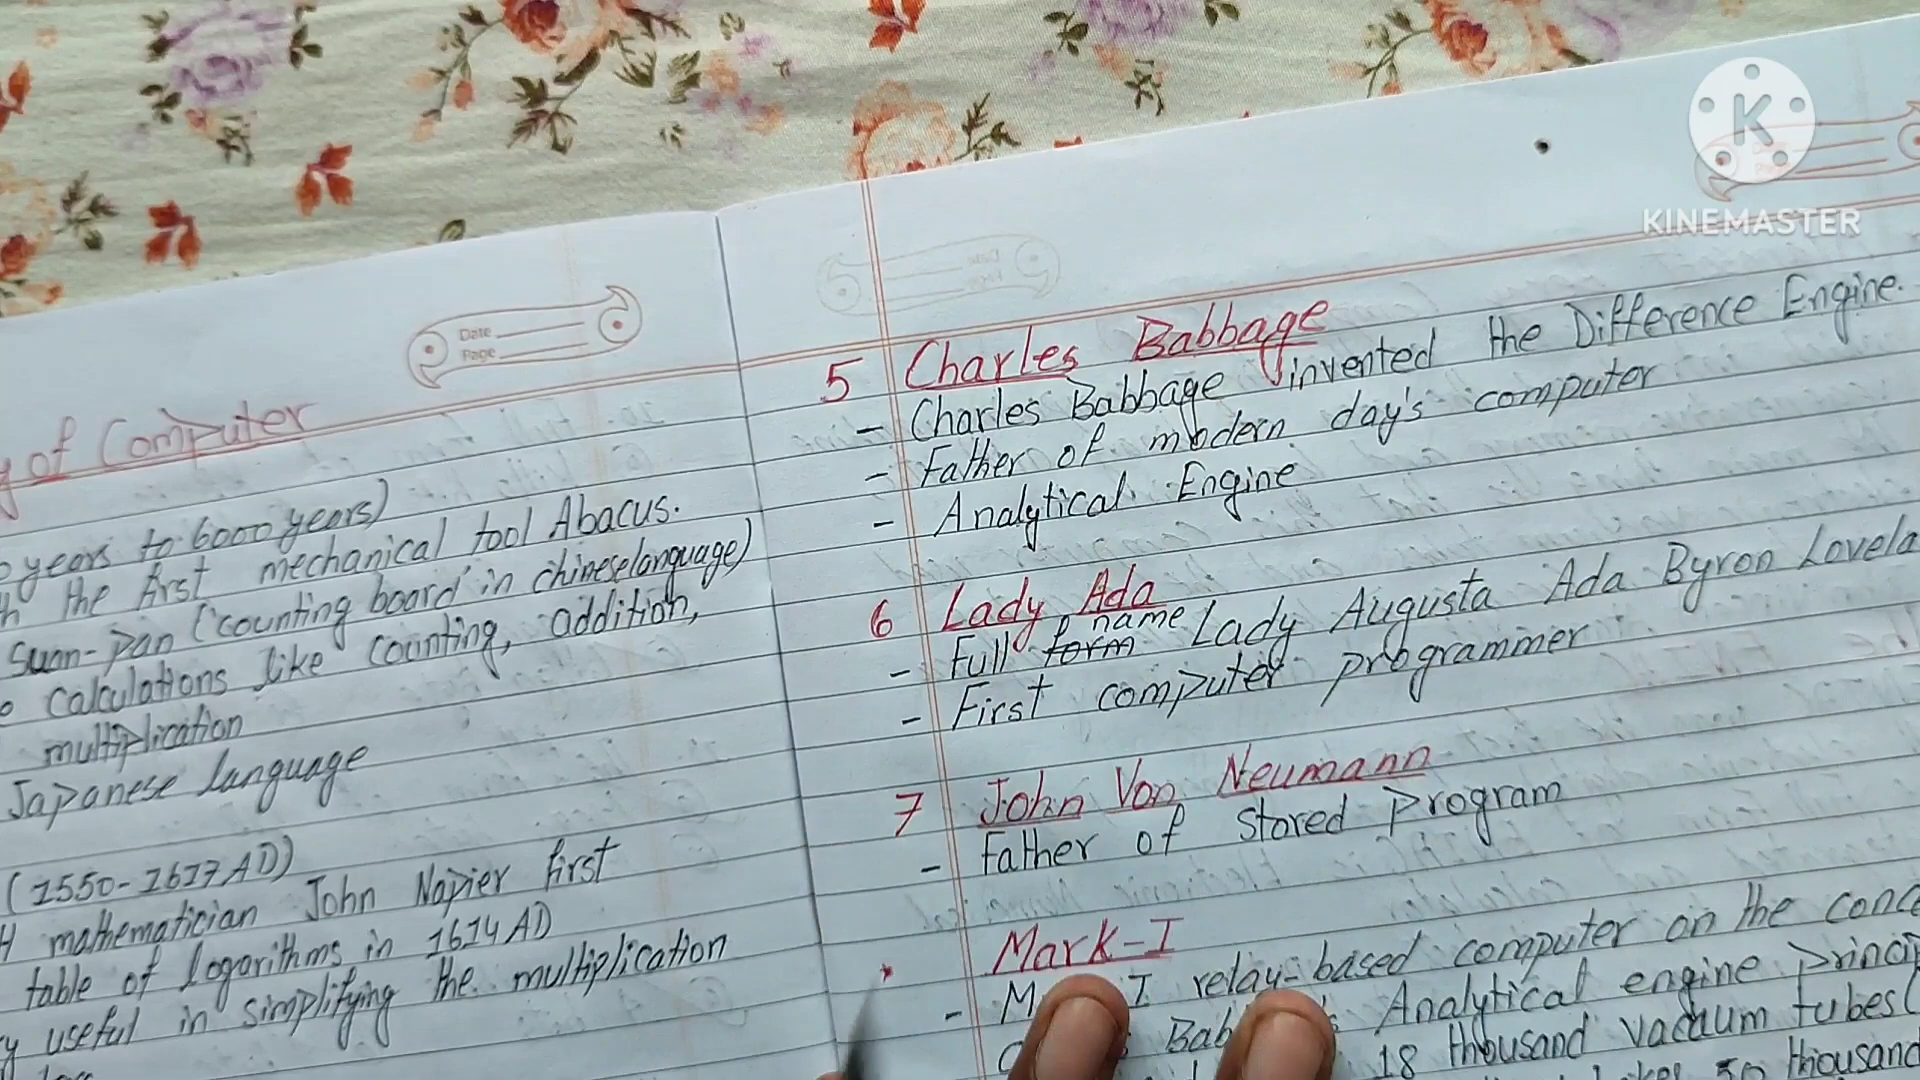 Date
Page
of Computer
years to 6000 years)
the first mechanical tool Abacus.
Suan-pan (counting board in chinese language)
calculations like counting, addition,
multiplication
Japanese language
(1550-1617 AD)
mathematician John Napier first
table of logarithms in 1614 AD
useful in simplifying the multiplication
5 Charles Babbage
- Charles Babbage invented the Difference Engine.
- Father of modern day's computer
- Analytical Engine
6 Lady Ada
name
- Full form Lady Augusta Ada Byron Lovela
- First computer programmer
7 John Von Neumann
- Father of stored program
Mark-I
- M I relay-based computer on the conce
Bab Analytical engine princip
18 thousand vacuum tubes(
thousand
KINEMASTER